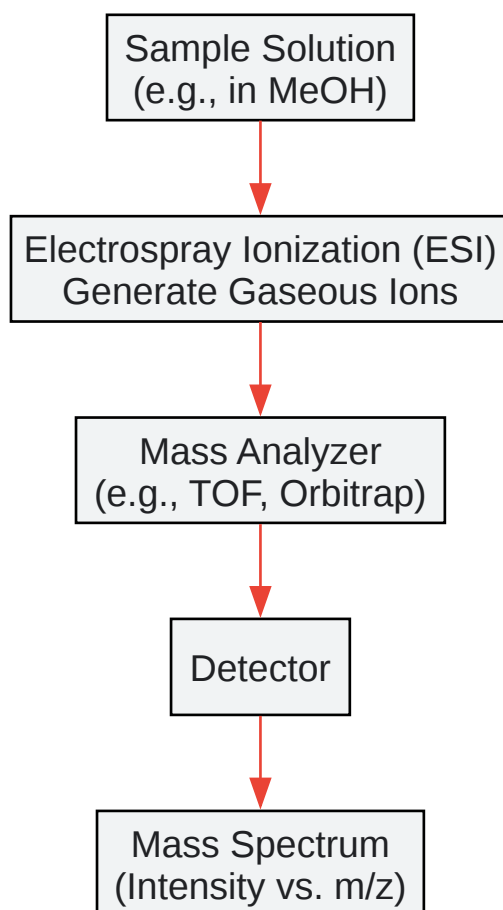 Sample Solution
(e.g., in MeOH)
Electrospray Ionization (ESI)
Generate Gaseous Ions
Mass Analyzer
(e.g., TOF, Orbitrap)
Detector
Mass Spectrum
(Intensity vs. m/z)